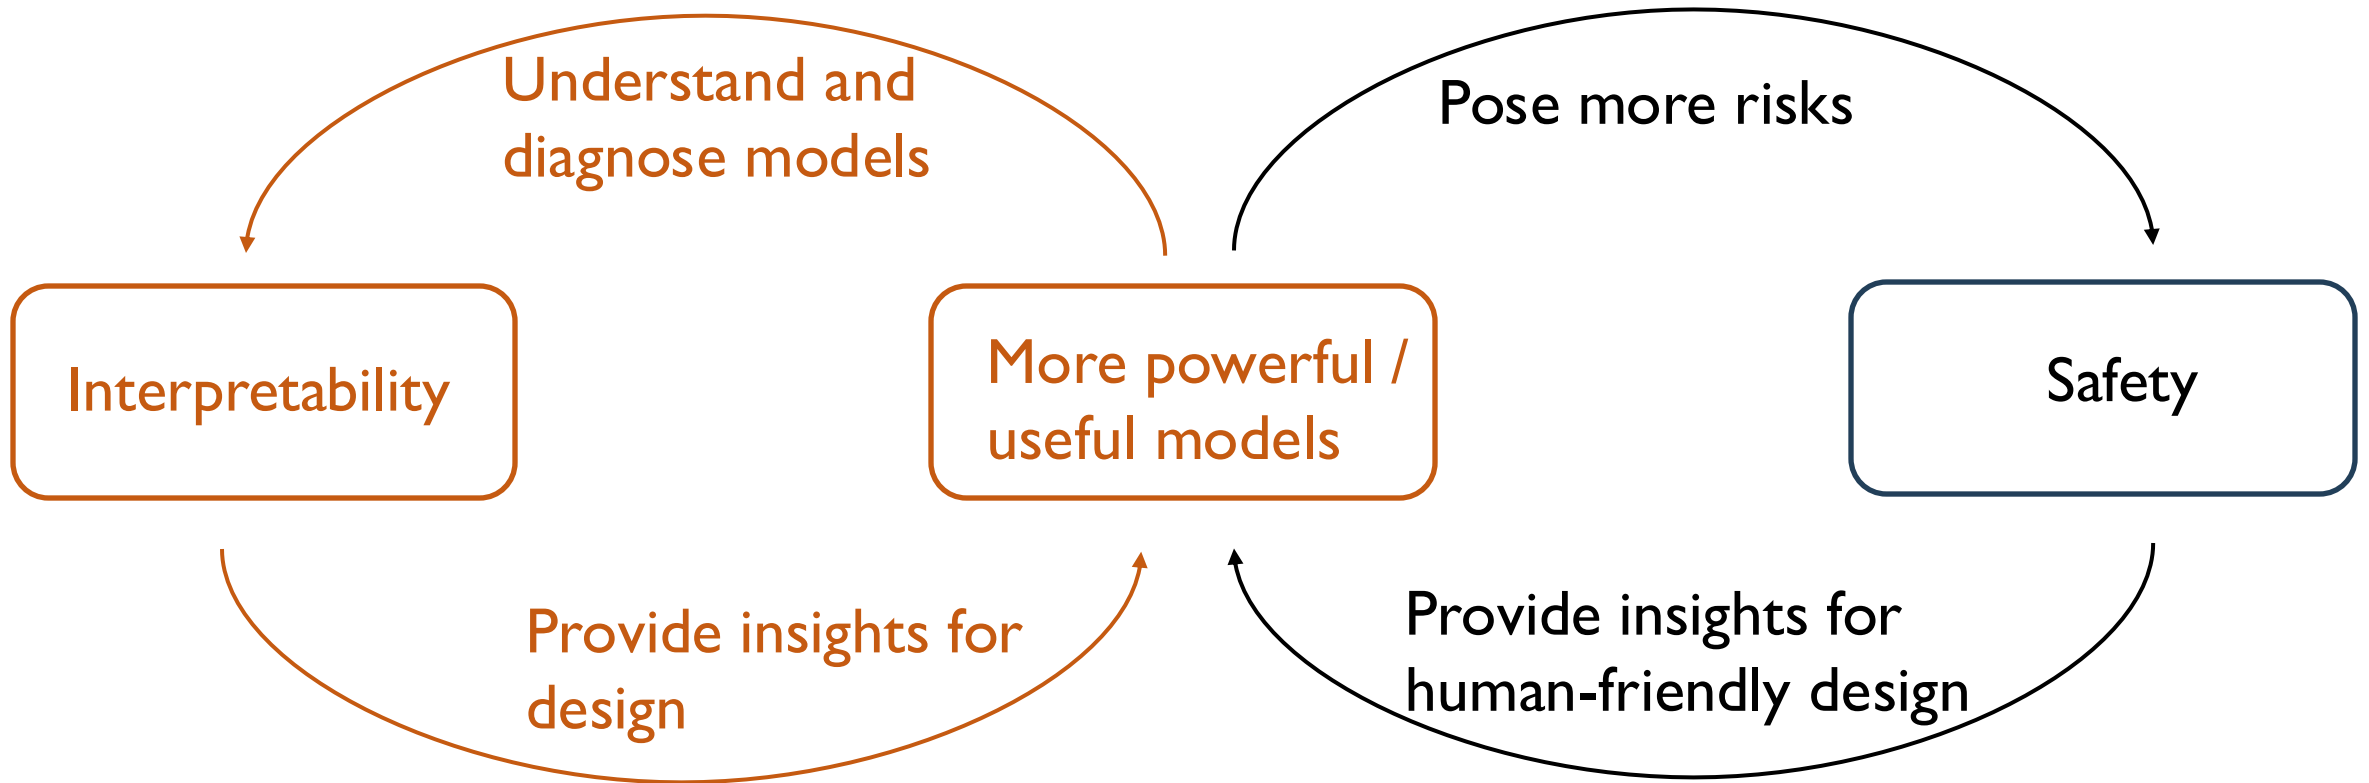 Understand and
diagnose models
Pose more risks
Interpretability
More powerful /
useful models
Safety
Provide insights for
design
Provide insights for
human-friendly design